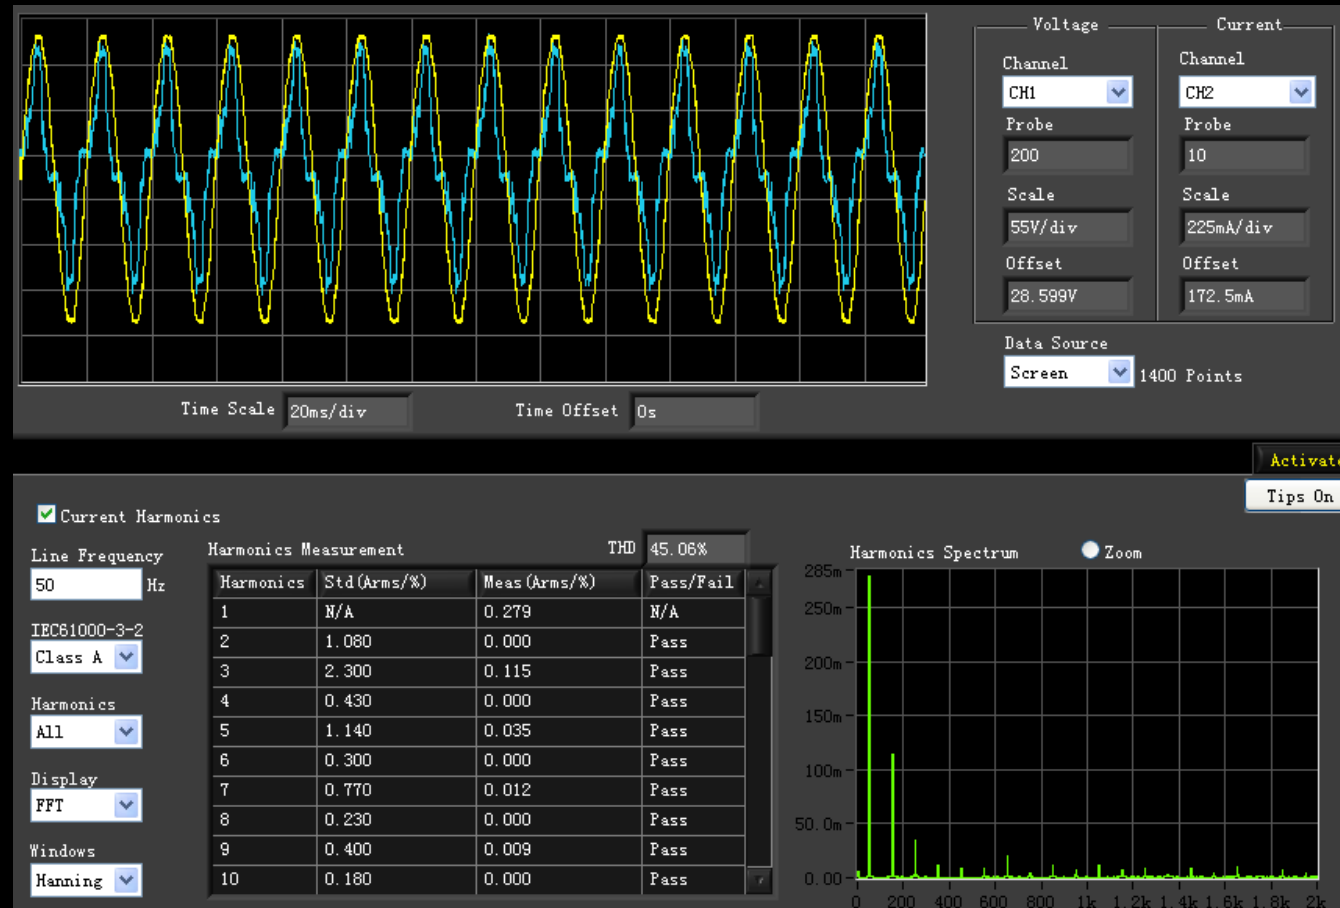 Voltage Current
Channel Channel
CH1 CH2
Probe Probe
200 10
Scale Scale
55V/div 225mA/div
Offset Offset
28.599V 172.5mA
Data Source
Screen 1400 Points
Time Scale 20ms/div Time Offset 0s
Activate
Tips On
Current Harmonics
Line Frequency
50 Hz
IEC61000-3-2
Class A
Harmonics
All
Display
FFT
Windows
Hanning
Harmonics Measurement THD 45.06%
Harmonics Std(Arms/%) Meas(Arms/%) Pass/Fail
1 N/A 0.279 N/A
2 1.080 0.000 Pass
3 2.300 0.115 Pass
4 0.430 0.000 Pass
5 1.140 0.035 Pass
6 0.300 0.000 Pass
7 0.770 0.012 Pass
8 0.230 0.000 Pass
9 0.400 0.009 Pass
10 0.180 0.000 Pass
Harmonics Spectrum Zoom
285m
250m
200m
150m
100m
50.0m
0.00
0 200 400 600 800 1k 1.2k 1.4k 1.6k 1.8k 2k